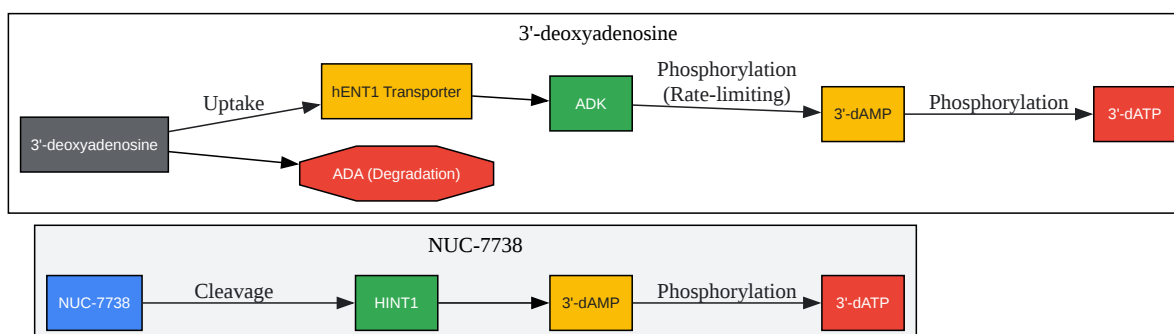 3'-deoxyadenosine
Phosphorylation
(Rate-limiting)
Uptake
hENT1 Transporter
ADK
3'-dAMP
Phosphorylation
3'-dATP
3'-deoxyadenosine
ADA (Degradation)
NUC-7738
NUC-7738
Cleavage
HINT1
3'-dAMP
Phosphorylation
3'-dATP